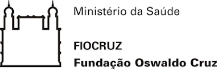 Ministério da Saúde
FIOCRUZ
Fundação Oswaldo Cruz